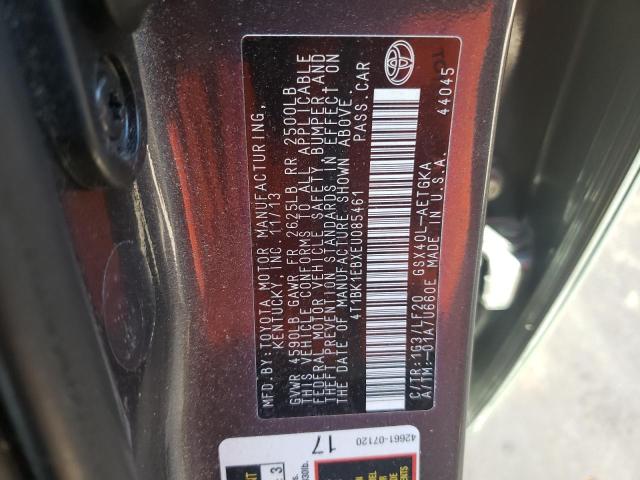 MFD.BY:TOYOTA MOTOR MANUFACTURING,
KENTUCKY, INC. 11/13
GVWR 4590LB GAWR FR 2625LB RR 2500LB
THIS VEHICLE CONFORMS TO ALL APPLICABLE
FEDERAL MOTOR VEHICLE SAFETY, BUMPER, AND
THEFT PREVENTION STANDARDS IN EFFECT ON
THE DATE OF MANUFACTURE SHOWN ABOVE.
4T1BK1EBXEU085461 PASS.CAR
C/TR:1G3/LF20 GSX40L-AETGKA
A/TM:-01A/U660E MADE IN U.S.A. 44045
42661-07120
17